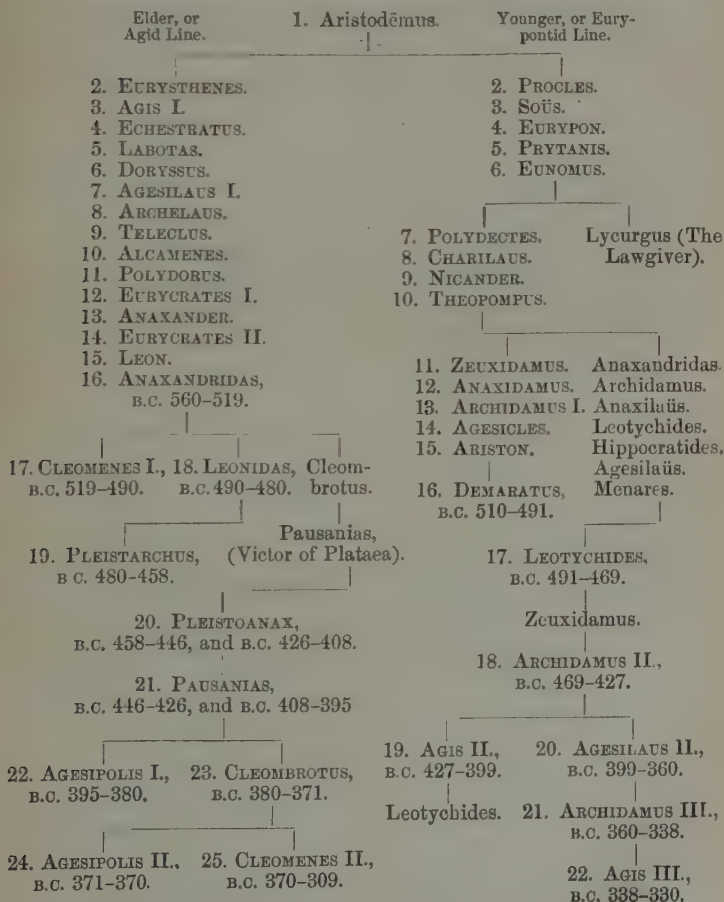 Elder, or
Agid Line.
1. Aristodēmus.
Younger, or Eury-
pontid Line.
2. EURYSTHENES.
3. AGIS I.
4. ECHESTRATUS.
5. LABOTAS.
6. DORYSSUS.
7. AGESILAUS I.
8. ARCHELAUS.
9. TELECLUS.
10. ALCAMENES.
11. POLYDORUS.
12. EURYCRATES I.
13. ANAXANDER.
14. EURYCRATES II.
15. LEON.
16. ANAXANDRIDAS,
B.C. 560–519.
17. CLEOMENES I., 18. LEONIDAS, Cleom-
B.C. 519–490. B.C. 490–480. brotus.
Pausanias,
19. PLEISTARCHUS, (Victor of Plataea).
B C. 480–458.
20. PLEISTOANAX,
B.C. 458–446, and B.C. 426–408.
21. PAUSANIAS,
B.C. 446–426, and B.C. 408–395
22. AGESIPOLIS I., 23. CLEOMBROTUS,
B.C. 395–380. B.C. 380–371.
24. AGESIPOLIS II., 25. CLEOMENES II.,
B.C. 371–370. B.C. 370–309.
2. PROCLES.
3. SOÜS.
4. EURYPON.
5. PRYTANIS.
6. EUNOMUS.
7. POLYDECTES. Lycurgus (The
8. CHARILAUS. Lawgiver).
9. NICANDER.
10. THEOPOMPUS.
11. ZEUXIDAMUS. Anaxandridas.
12. ANAXIDAMUS. Archidamus.
13. ARCHIDAMUS I. Anaxilaüs.
14. AGESICLES. Leotychides.
15. ARISTON. Hippocratides.
Agesilaüs.
16. DEMARATUS, Menares.
B.C. 510–491.
17. LEOTYCHIDES,
B.C. 491–469.
Zeuxidamus.
18. ARCHIDAMUS II.,
B.C. 469–427.
19. AGIS II., 20. AGESILAUS II.,
B.C. 427–399. B.C. 399–360.
Leotychides. 21. ARCHIDAMUS III.,
B.C. 360–338.
22. AGIS III.,
B.C. 338–330.